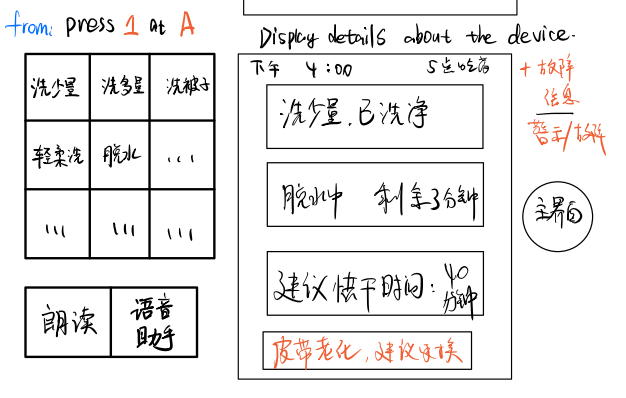 from: press 1 at A
洗少量 洗多量 洗被子
轻柔洗 脱水 ...
... ... ...
朗读 语音助手
Display details about the device.
下午 4:00 5点吃药
洗少量,已洗净
脱水中 剩余3分钟
建议烘干时间:40分钟
皮带老化,建议更换
+故障
信息
警示/故障
主界面